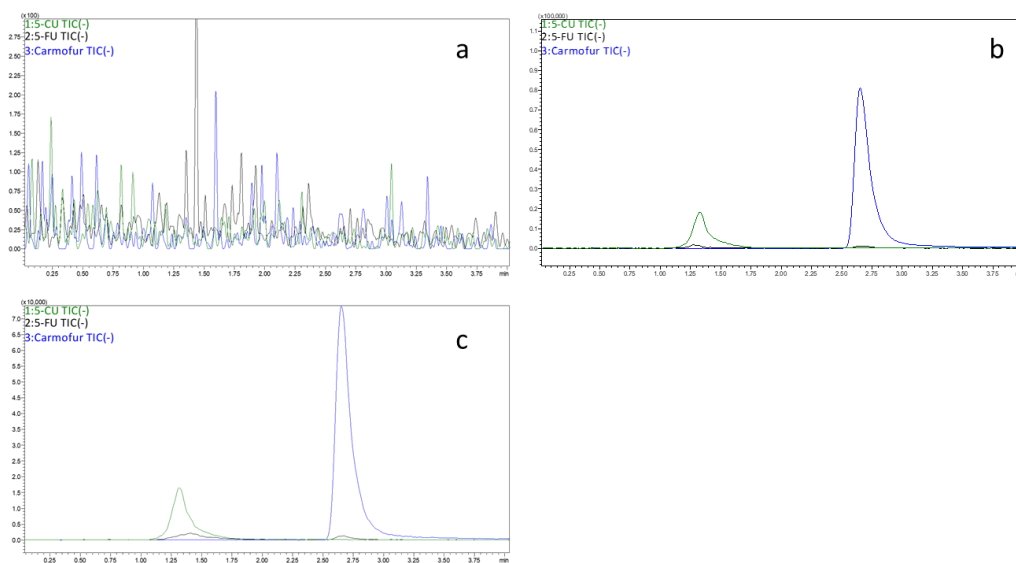 (x100)
1:5-CU TIC(-)
2:5-FU TIC(-)
3:Carmofur TIC(-)
a
2.75
2.50
2.25
2.00
1.75
1.50
1.25
1.00
0.75
0.50
0.25
0.00
0.25 0.50 0.75 1.00 1.25 1.50 1.75 2.00 2.25 2.50 2.75 3.00 3.25 3.50 3.75 min
(x100,000)
1:5-CU TIC(-)
2:5-FU TIC(-)
3:Carmofur TIC(-)
b
1.1
1.0
0.9
0.8
0.7
0.6
0.5
0.4
0.3
0.2
0.1
0.0
0.25 0.50 0.75 1.00 1.25 1.50 1.75 2.00 2.25 2.50 2.75 3.00 3.25 3.50 3.75
(x10,000)
1:5-CU TIC(-)
2:5-FU TIC(-)
3:Carmofur TIC(-)
c
7.0
6.5
6.0
5.5
5.0
4.5
4.0
3.5
3.0
2.5
2.0
1.5
1.0
0.5
0.0
0.25 0.50 0.75 1.00 1.25 1.50 1.75 2.00 2.25 2.50 2.75 3.00 3.25 3.50 3.75 min